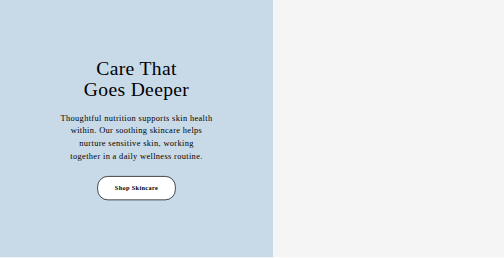 Care That
Goes Deeper
Thoughtful nutrition supports skin health
within. Our soothing skincare helps
nurture sensitive skin, working
together in a daily wellness routine.
Shop Skincare